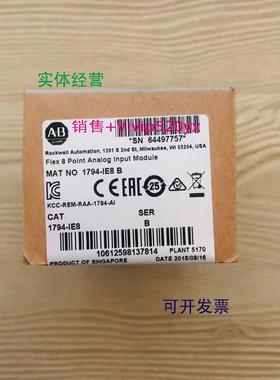 实体经营
AB
*SN 64497757*
销售+V:vip520yx
Rockwell Automation, 1201 S 2nd St, Milwaukee, WI 53204, USA
Flex 8 Point Analog Input Module
MAT NO 1794-IE8 B
KCC-REM-RAA-1794-AI
CAT SER
1794-IE8 B
10612598137814
PLANT 5170
PRODUCT OF SINGAPORE DATE 2018/08/16
可开发票